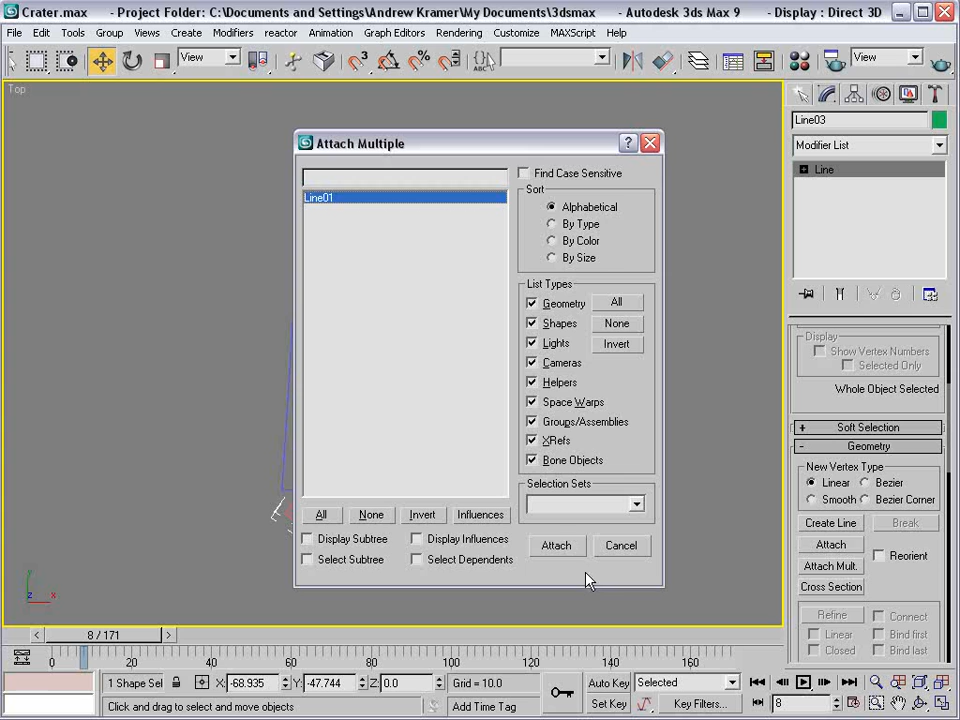 Crater.max - Project Folder: C:\Documents and Settings\Andrew Kramer\My Documents\3dsmax - Autodesk 3ds Max 9 - Display : Direct 3D
File Edit Tools Group Views Create Modifiers reactor Animation Graph Editors Rendering Customize MAXScript Help
View
View
Top
Line03
Modifier List
Line
Attach Multiple
Line01
Find Case Sensitive
Sort
Alphabetical
By Type
By Color
By Size
List Types
Geometry
All
Shapes
None
Lights
Invert
Cameras
Helpers
Space Warps
Groups/Assemblies
XRefs
Bone Objects
Selection Sets
All None Invert Influences
Display Subtree Display Influences
Select Subtree Select Dependents
Attach Cancel
Display
Show Vertex Numbers
Selected Only
Whole Object Selected
+ Soft Selection
- Geometry
New Vertex Type
Linear Bezier
Smooth Bezier Corner
Create Line Break
Attach
Reorient
Attach Mult.
Cross Section
Refine Connect
Linear Bind first
Closed Bind last
y
z x
< 8 / 171 >
0 20 40 60 80 100 120 140 160
1 Shape Sel X: -68.935 Y: -47.744 Z: 0.0 Grid = 10.0
Auto Key Selected
Click and drag to select and move objects Add Time Tag
Set Key Key Filters... 8